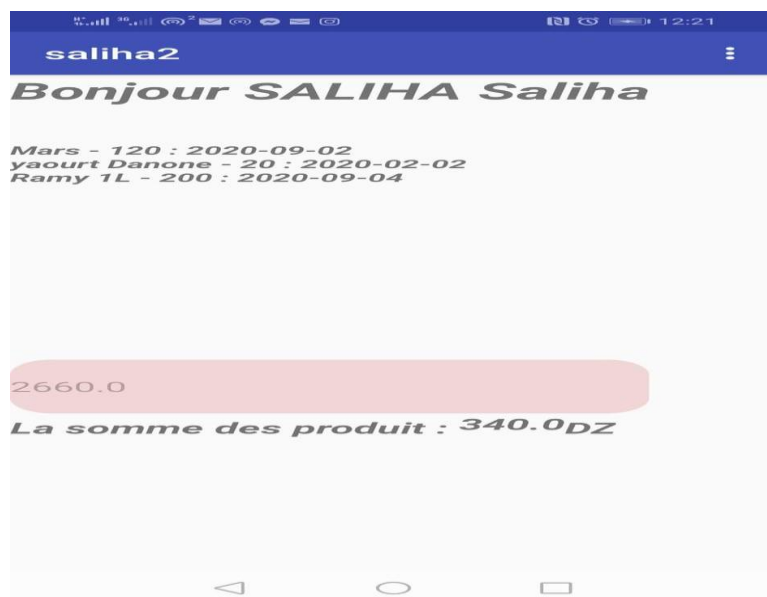 12:21
saliha2
Bonjour SALIHA Saliha
Mars - 120 : 2020-09-02
yaourt Danone - 20 : 2020-02-02
Ramy 1L - 200 : 2020-09-04
2660.0
La somme des produit : 340.0DZ